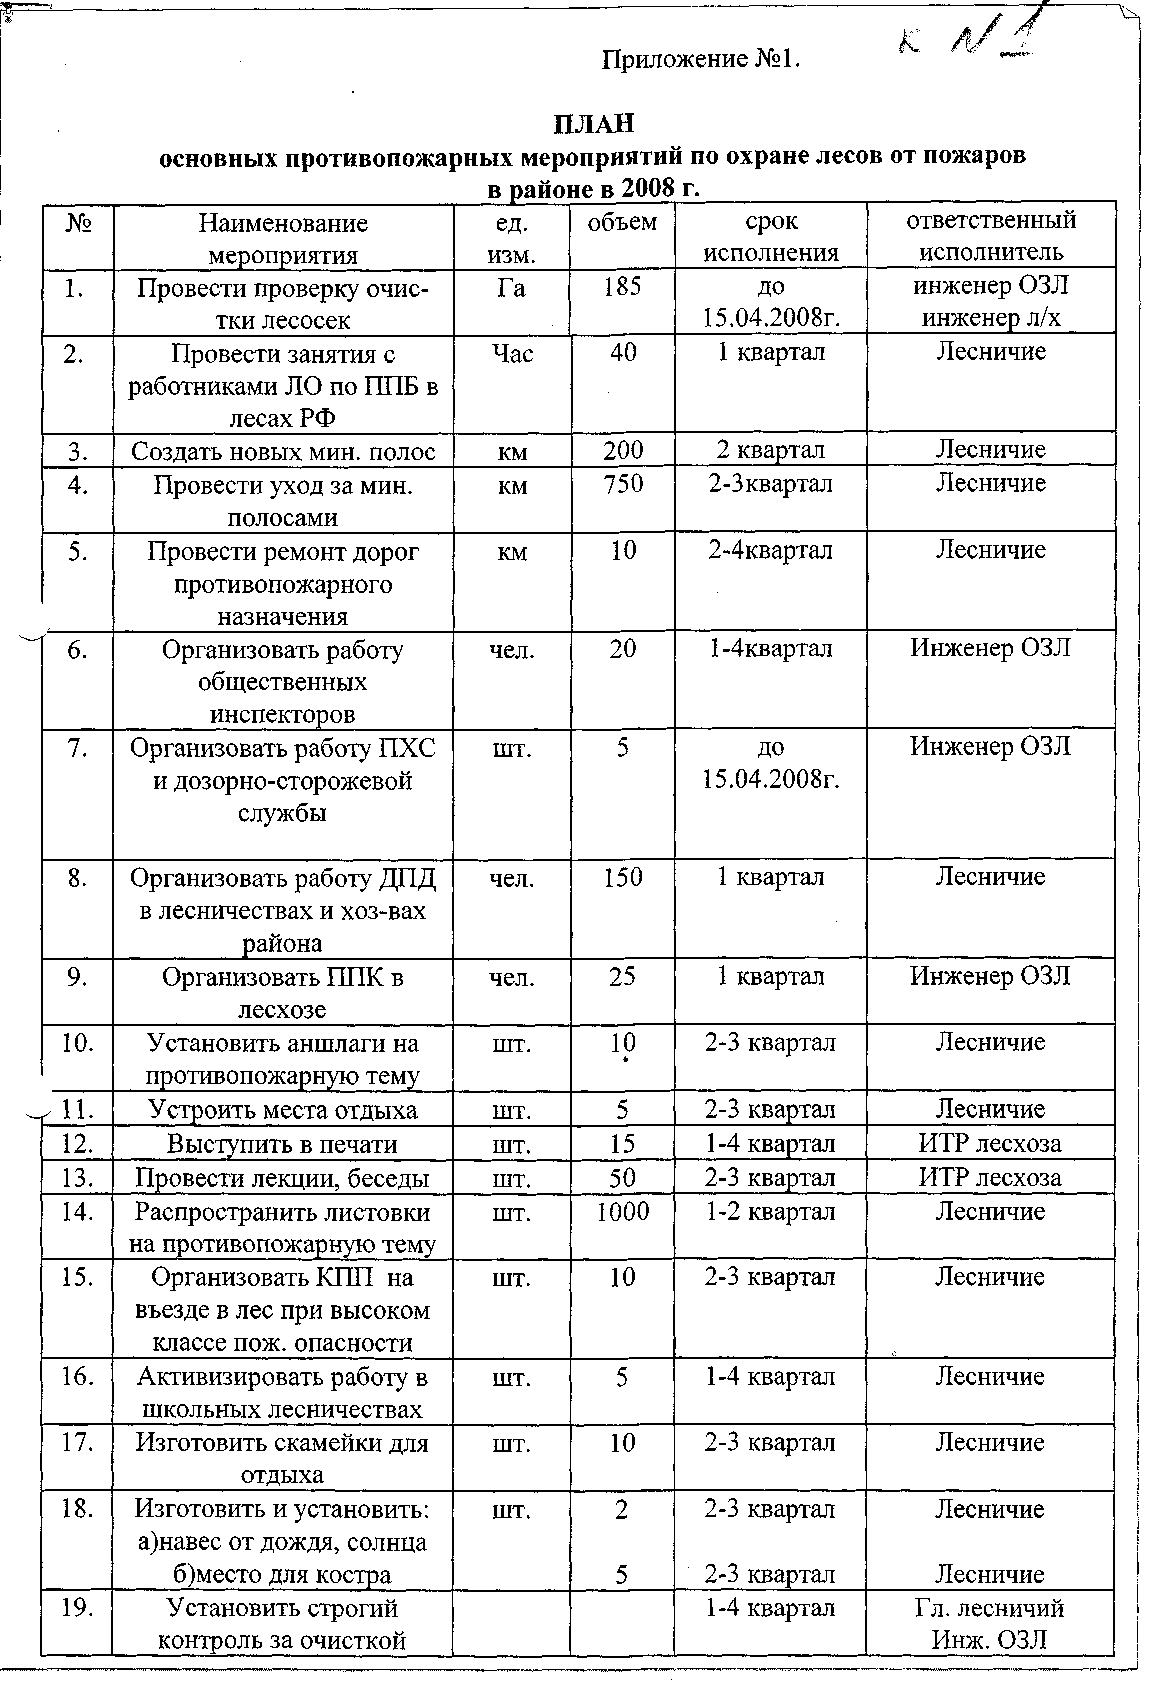 к N 1
Приложение №1.
ПЛАН
основных противопожарных мероприятий по охране лесов от пожаров
в районе в 2008 г.
№ Наименование ед. объем срок ответственный
мероприятия изм. исполнения исполнитель
1. Провести проверку очис- Га 185 до инженер ОЗЛ
тки лесосек 15.04.2008г. инженер л/х
2. Провести занятия с Час 40 1 квартал Лесничие
работниками ЛО по ППБ в
лесах РФ
3. Создать новых мин. полос км 200 2 квартал Лесничие
4. Провести уход за мин. км 750 2-3квартал Лесничие
полосами
5. Провести ремонт дорог км 10 2-4квартал Лесничие
противопожарного
назначения
6. Организовать работу чел. 20 1-4квартал Инженер ОЗЛ
общественных
инспекторов
7. Организовать работу ПХС шт. 5 до Инженер ОЗЛ
и дозорно-сторожевой 15.04.2008г.
службы
8. Организовать работу ДПД чел. 150 1 квартал Лесничие
в лесничествах и хоз-вах
района
9. Организовать ППК в чел. 25 1 квартал Инженер ОЗЛ
лесхозе
10. Установить аншлаги на шт. 10 2-3 квартал Лесничие
противопожарную тему
11. Устроить места отдыха шт. 5 2-3 квартал Лесничие
12. Выступить в печати шт. 15 1-4 квартал ИТР лесхоза
13. Провести лекции, беседы шт. 50 2-3 квартал ИТР лесхоза
14. Распространить листовки шт. 1000 1-2 квартал Лесничие
на противопожарную тему
15. Организовать КПП на шт. 10 2-3 квартал Лесничие
вьезде в лес при высоком
классе пож. опасности
16. Активизировать работу в шт. 5 1-4 квартал Лесничие
школьных лесничествах
17. Изготовить скамейки для шт. 10 2-3 квартал Лесничие
отдыха
18. Изготовить и установить: шт. 2 2-3 квартал Лесничие
а)навес от дождя, солнца
б)место для костра 5 2-3 квартал Лесничие
19. Установить строгий 1-4 квартал Гл. лесничий
контроль за очисткой Инж. ОЗЛ